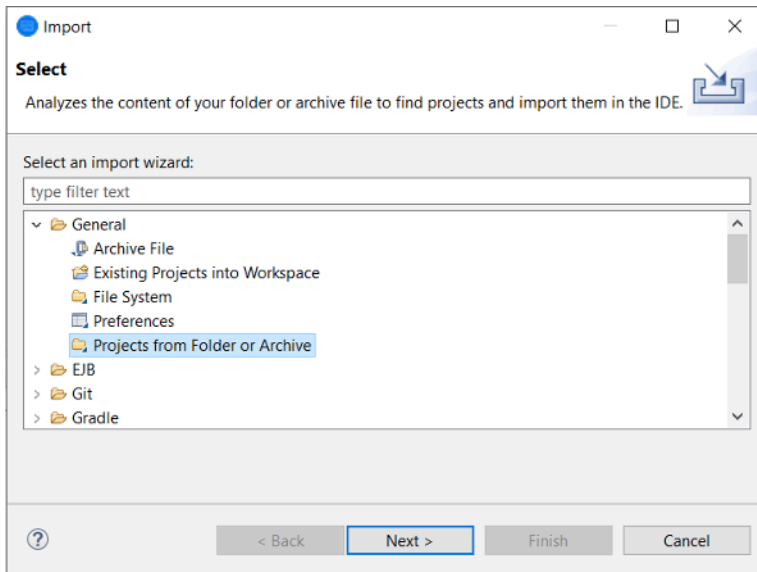 Import
Select
Analyzes the content of your folder or archive file to find projects and import them in the IDE.
Select an import wizard:
type filter text
General
Archive File
Existing Projects into Workspace
File System
Preferences
Projects from Folder or Archive
EJB
Git
Gradle
?
< Back Next > Finish Cancel